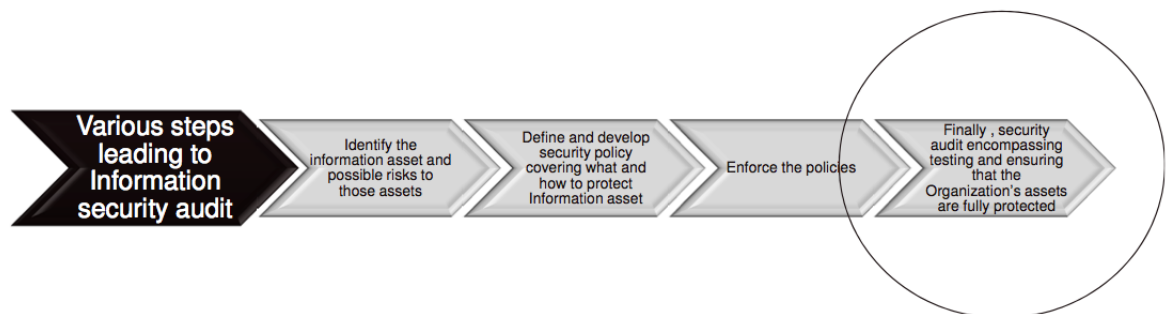 Various steps
leading to
Information
security audit
Identify the
information asset and
possible risks to
those assets
Define and develop
security policy
covering what and
how to protect
Information asset
Enforce the policies
Finally , security
audit encompassing
testing and ensuring
that the
Organization's assets
are fully protected